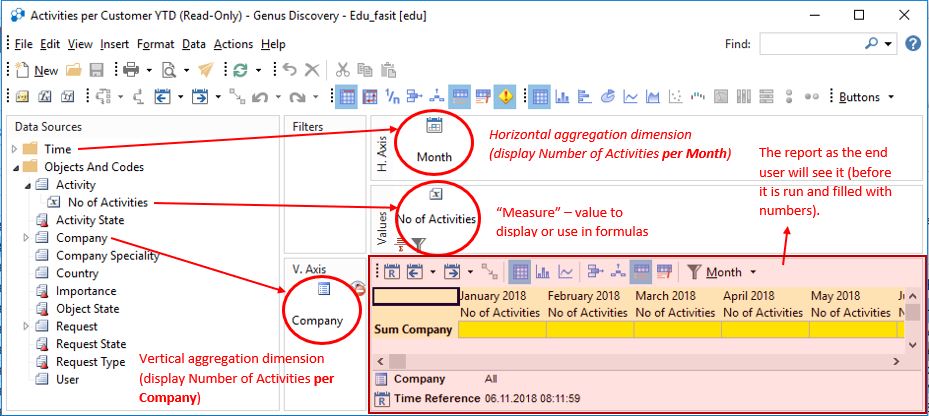 Activities per Customer YTD (Read-Only) - Genus Discovery - Edu_fasit [edu]
File Edit View Insert Format Data Actions Help
Find:
New
Buttons
Data Sources
Time
Objects And Codes
Activity
No of Activities
Activity State
Company
Company Speciality
Country
Importance
Object State
Request
Request State
Request Type
User
Filters
H. Axis
Month
Horizontal aggregation dimension
(display Number of Activities per Month)
Values
No of Activities
“Measure” – value to
display or use in formulas
The report as the end
user will see it (before
it is run and filled with
numbers).
V. Axis
Company
Vertical aggregation dimension
(display Number of Activities per
Company)
Month
January 2018 February 2018 March 2018 April 2018 May 2018
No of Activities No of Activities No of Activities No of Activities No of Activities
Sum Company
Company All
Time Reference 06.11.2018 08:11:59